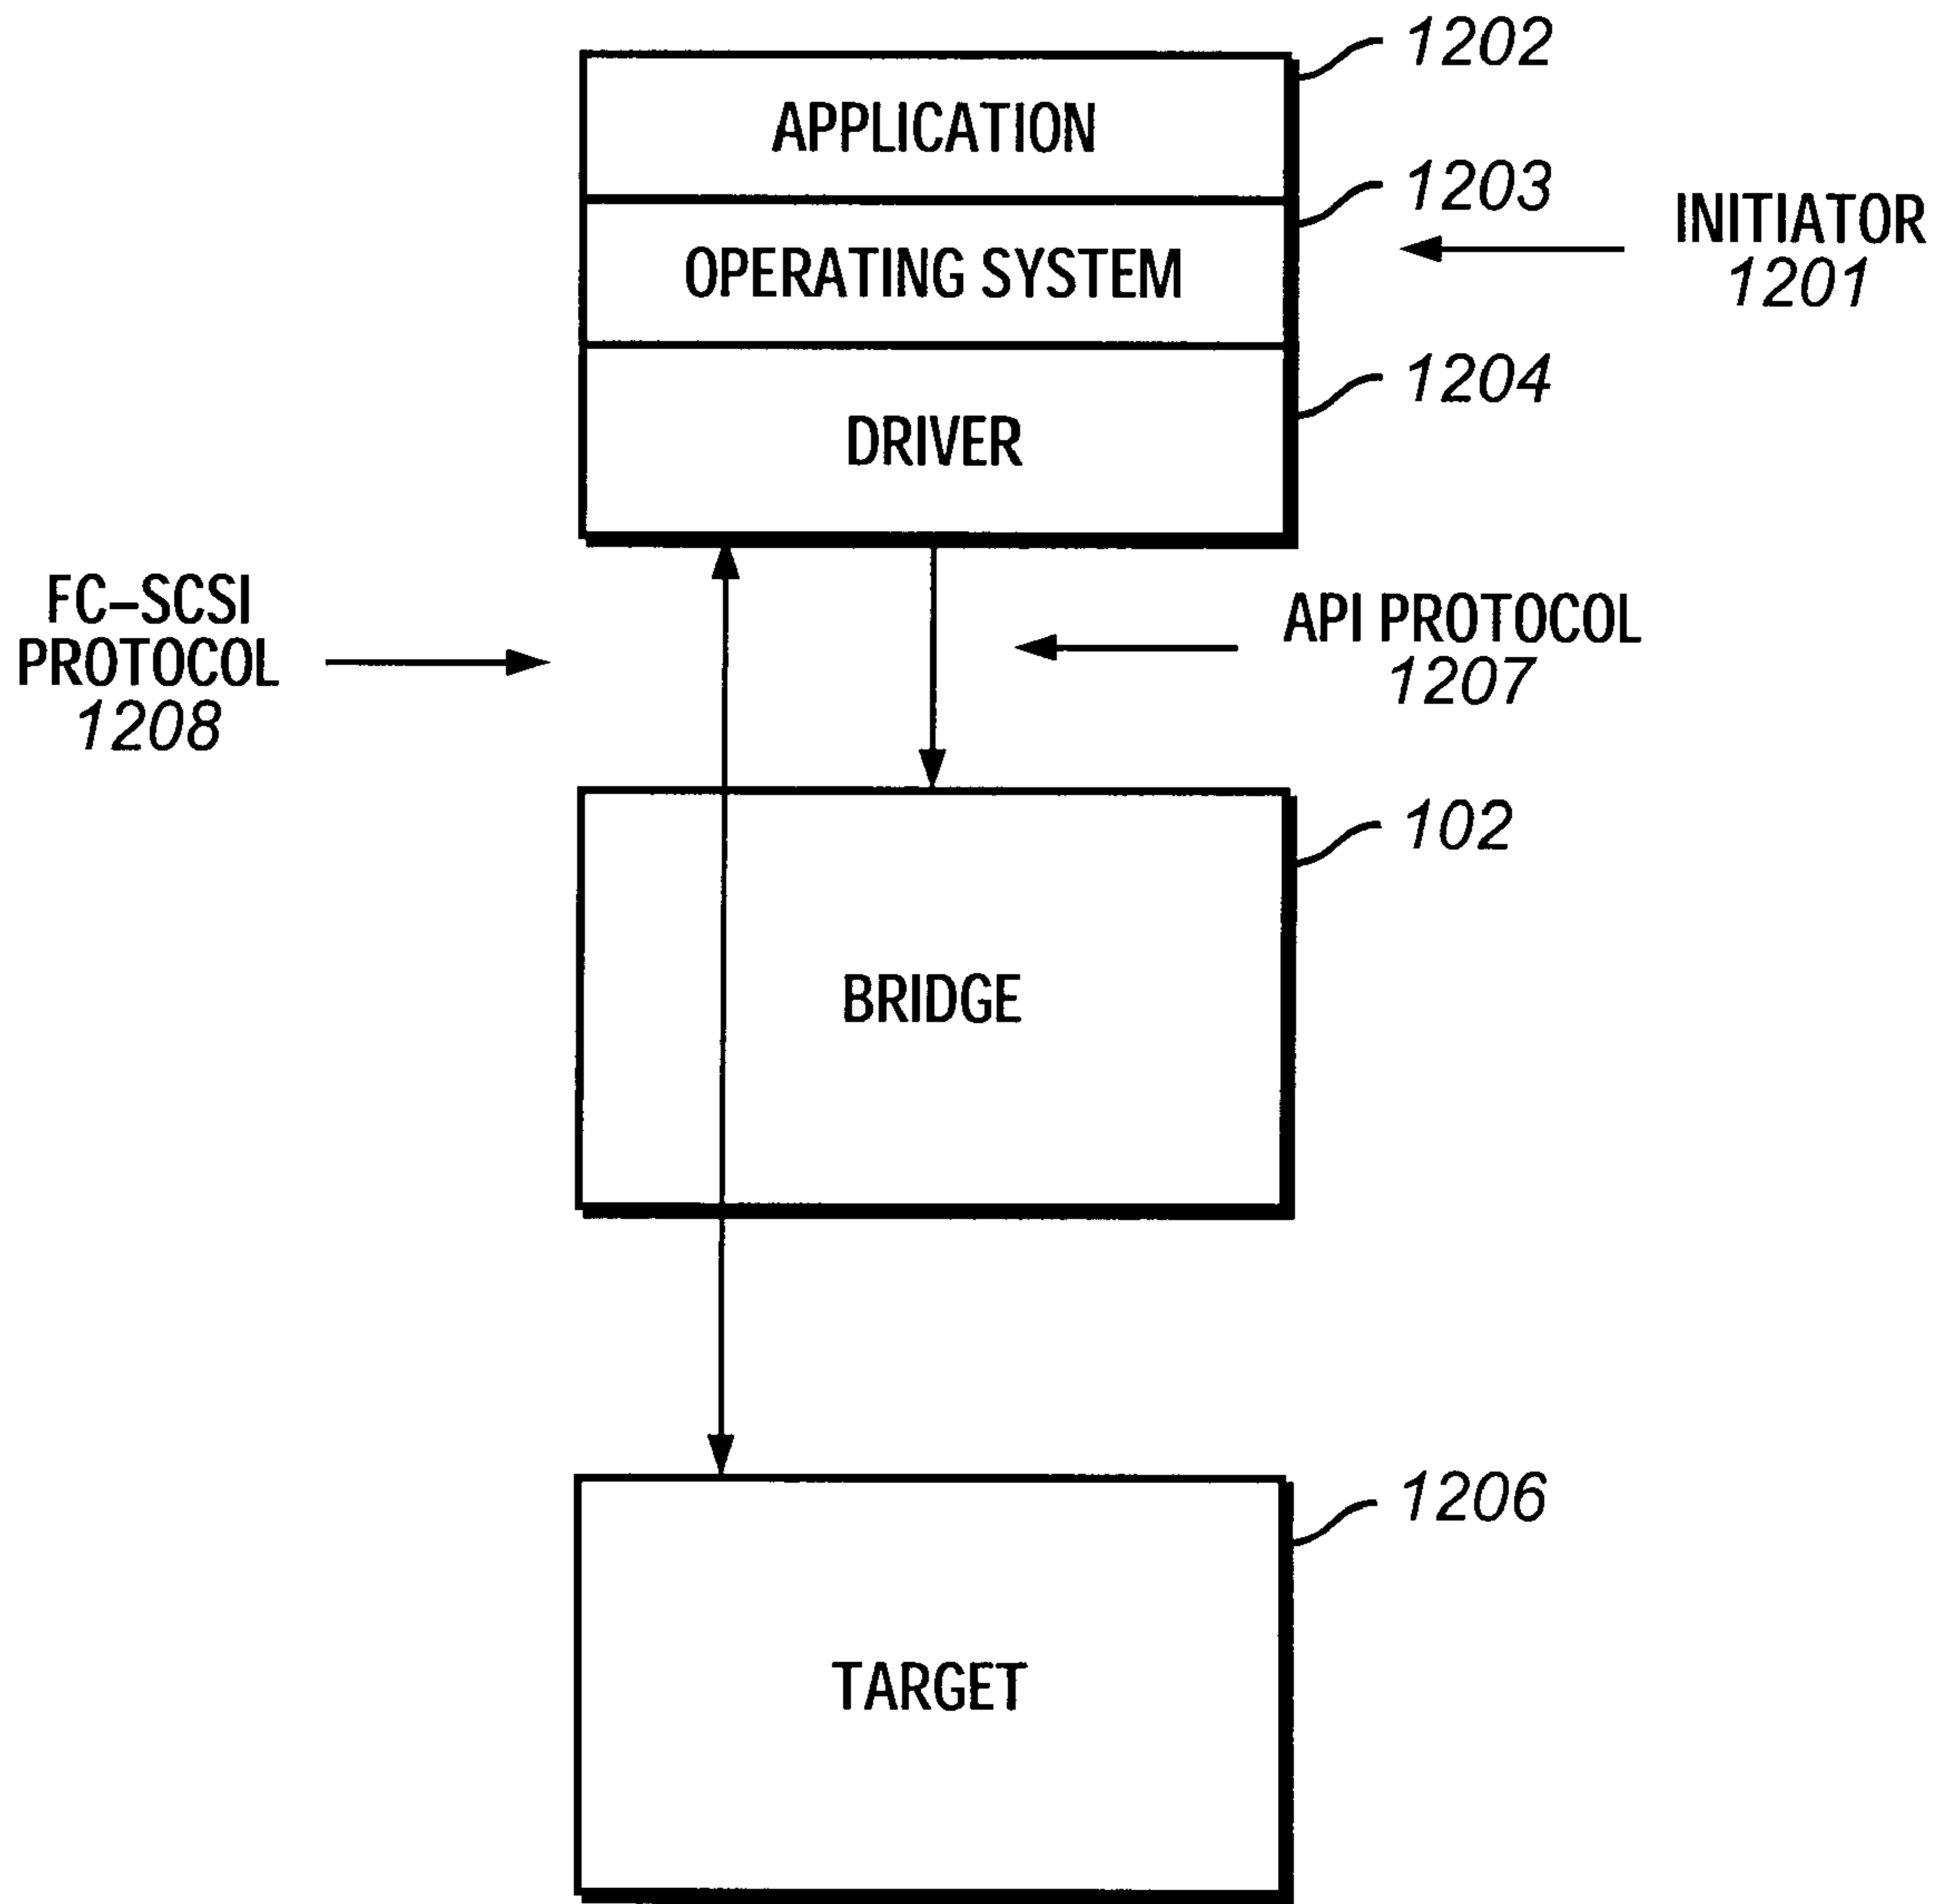 1202
APPLICATION
1203
INITIATOR
1201
OPERATING SYSTEM
1204
DRIVER
FC–SCSI
PROTOCOL
1208
API PROTOCOL
1207
102
BRIDGE
1206
TARGET